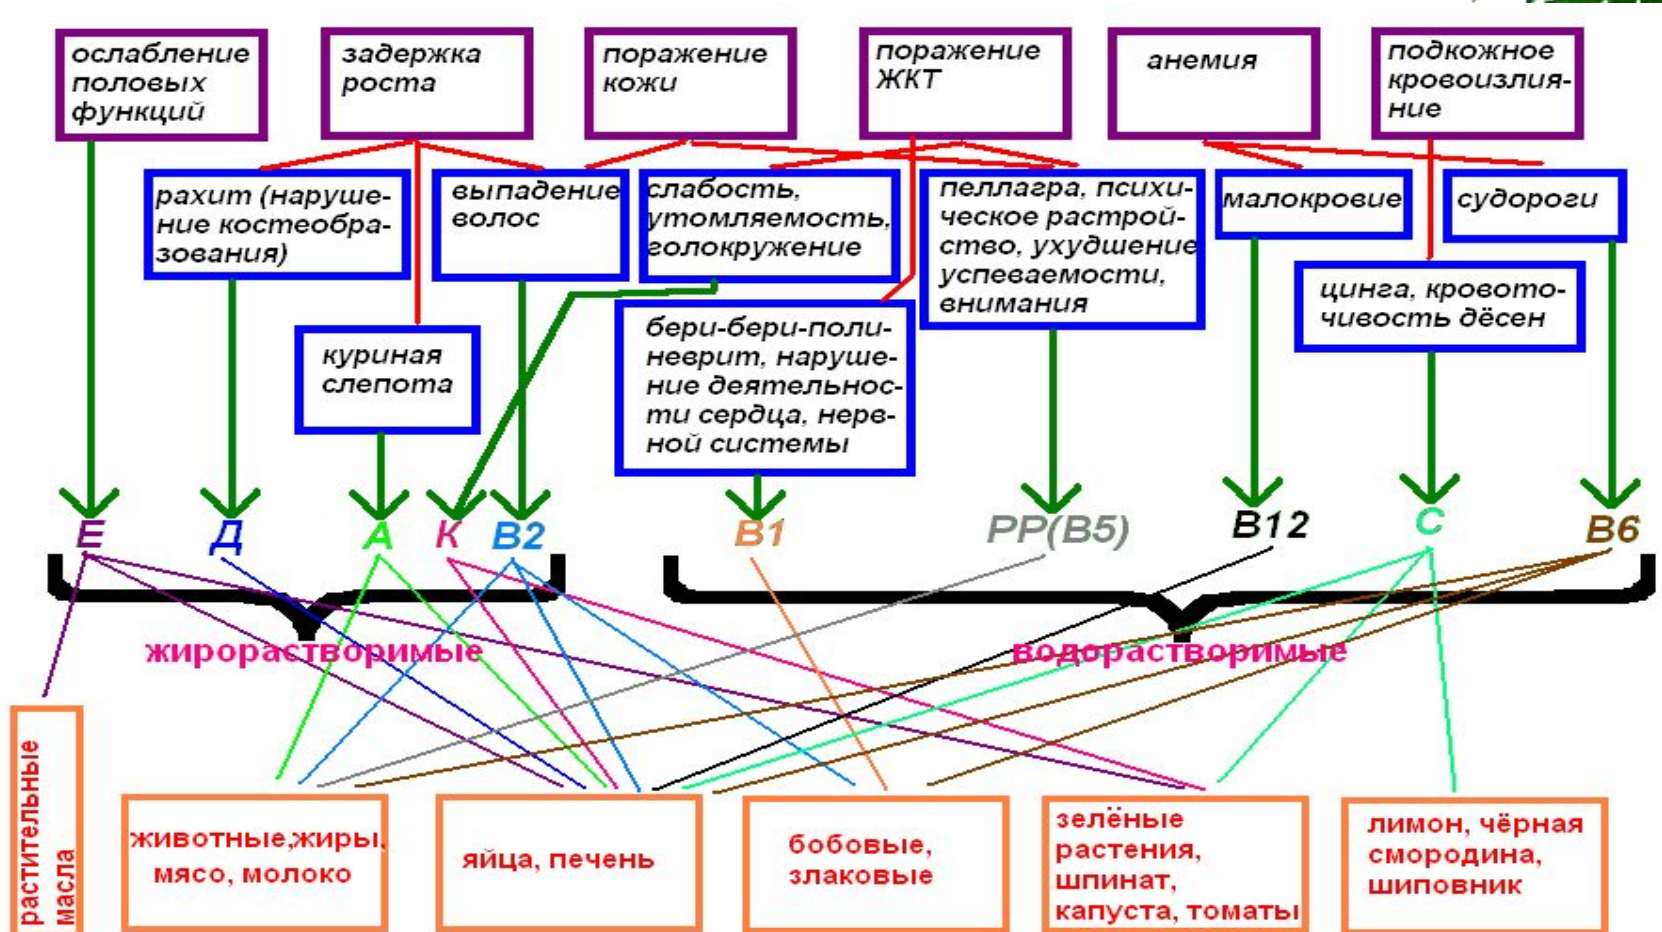 ослабление
половых
функций
задержка
роста
поражение
кожи
поражение
ЖКТ
анемия
подкожное
кровоизлия-
ние
рахит (наруше-
ние костеобра-
зования)
выпадение
волос
слабость,
утомляемость,
голокружение
пеллагра, психи-
ческое растрой-
ство, ухудшение
успеваемости,
внимания
малокровие
судороги
куриная
слепота
бери-бери-поли-
неврит, наруше-
ние деятельнос-
ти сердца, нерв-
ной системы
цинга, кровото-
чивость дёсен
Е
Д
А
К
В2
В1
РР(В5)
В12
С
В6
жирорастворимые
водорастворимые
растительные
масла
животные,жиры,
мясо, молоко
яйца, печень
бобовые,
злаковые
зелёные
растения,
шпинат,
капуста, томаты
лимон, чёрная
смородина,
шиповник